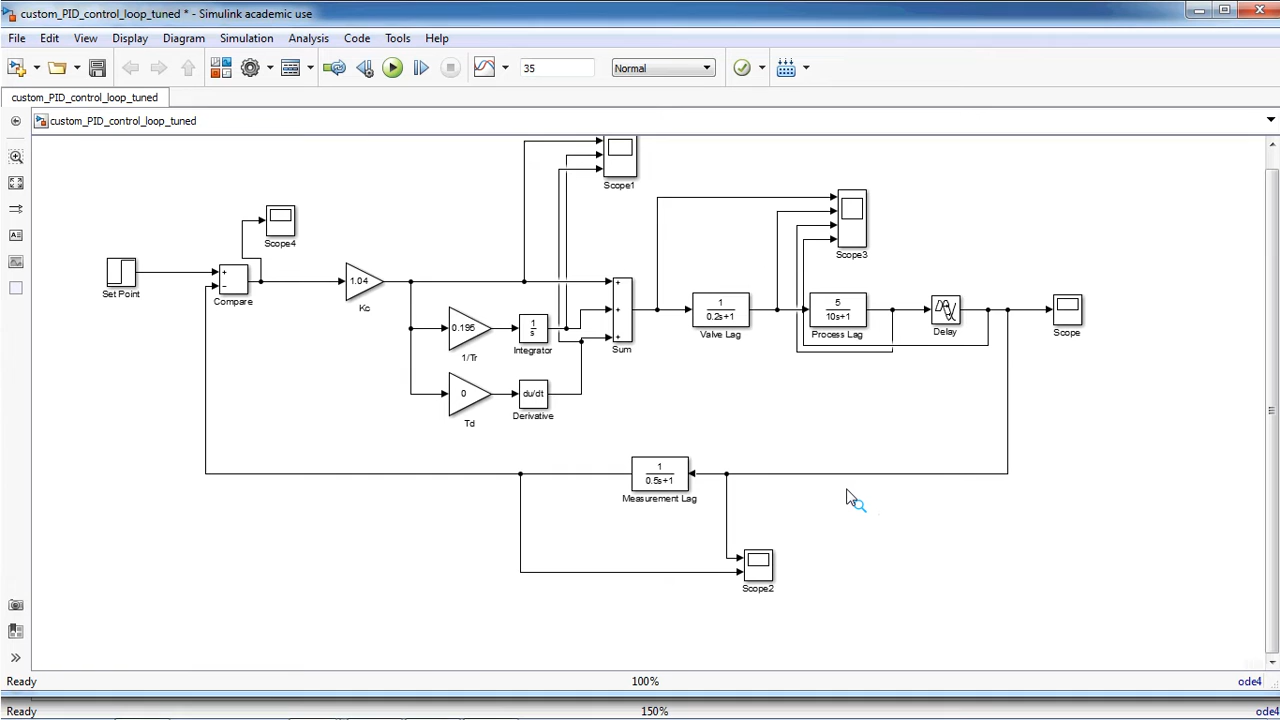 custom_PID_control_loop_tuned * - Simulink academic use
File Edit View Display Diagram Simulation Analysis Code Tools Help
35
Normal
custom_PID_control_loop_tuned
custom_PID_control_loop_tuned
Scope1
Scope4
Scope3
Set Point
+
−
Compare
1.04
Kc
0.195
1/Tr
1
s
Integrator
0
Td
du/dt
Derivative
+
+
+
Sum
1
0.2s+1
Valve Lag
5
10s+1
Process Lag
Delay
Scope
1
0.5s+1
Measurement Lag
Scope2
Ready 100% ode4
Ready 150% ode4